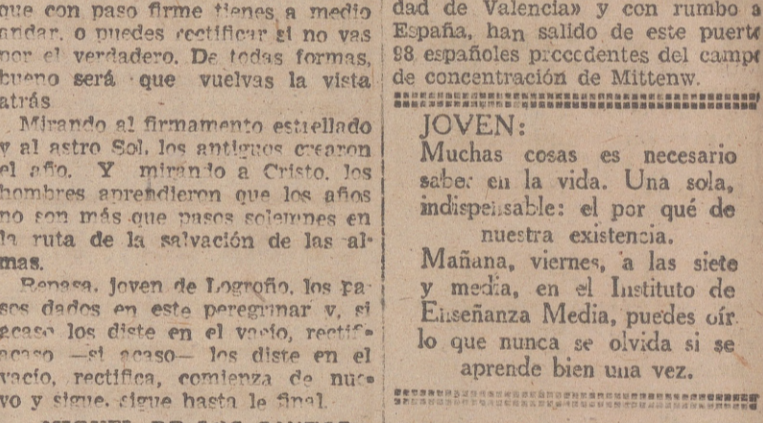 que con paso firme tienes a medio
andar, o puedes rectificar si no vas
por el verdadero. De todas formas,
bueno será que vuelvas la vista
atrás
Mirando al firmamento estrellado
y al astro Sol, los antiguos crearon
el año. Y mirando a Cristo, los
hombres aprendieron que los años
no son más que pasos solemnes en
la ruta de la salvación de las al-
mas.
Repasa, Joven de Logroño, los pa-
sos dados en este peregrinar y, si
acaso los diste en el vacío, rectifi-
acaso —si acaso— los diste en el
vacío, rectifica, comienza de nue-
vo y sigue, sigue hasta le final.
dad de Valencia» y con rumbo a
España, han salido de este puerto
98 españoles procedentes del campo
de concentración de Mittenw.
JOVEN:
Muchas cosas es necesario
saber en la vida. Una sola,
indispensable: el por qué de
nuestra existencia.
Mañana, viernes, a las siete
y media, en el Instituto de
Enseñanza Media, puedes oír
lo que nunca se olvida si se
aprende bien una vez.